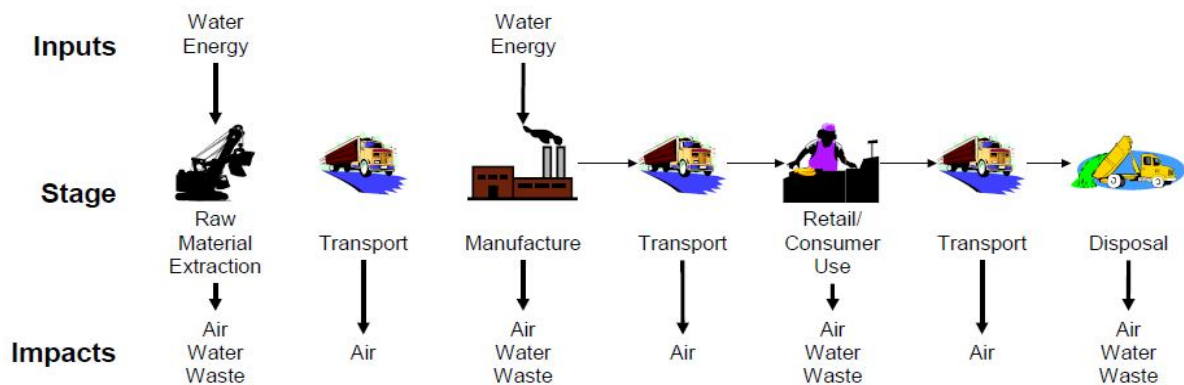 Inputs
Water
Energy
Water
Energy
Stage
Raw
Material
Extraction
Transport
Manufacture
Transport
Retail/
Consumer
Use
Transport
Disposal
Impacts
Air
Water
Waste
Air
Air
Water
Waste
Air
Air
Water
Waste
Air
Air
Water
Waste